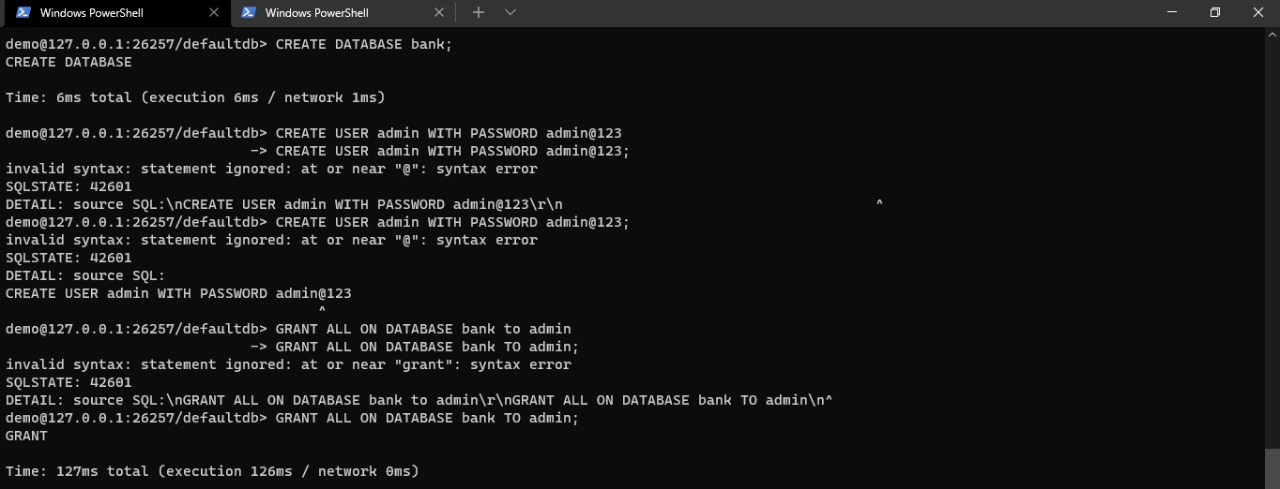 Windows PowerShell
Windows PowerShell
demo@127.0.0.1:26257/defaultdb> CREATE DATABASE bank;
CREATE DATABASE
Time: 6ms total (execution 6ms / network 1ms)
demo@127.0.0.1:26257/defaultdb> CREATE USER admin WITH PASSWORD admin@123
-> CREATE USER admin WITH PASSWORD admin@123;
invalid syntax: statement ignored: at or near "@": syntax error
SQLSTATE: 42601
DETAIL: source SQL:\nCREATE USER admin WITH PASSWORD admin@123\r\n ^
demo@127.0.0.1:26257/defaultdb> CREATE USER admin WITH PASSWORD admin@123;
invalid syntax: statement ignored: at or near "@": syntax error
SQLSTATE: 42601
DETAIL: source SQL:
CREATE USER admin WITH PASSWORD admin@123
^
demo@127.0.0.1:26257/defaultdb> GRANT ALL ON DATABASE bank to admin
-> GRANT ALL ON DATABASE bank TO admin;
invalid syntax: statement ignored: at or near "grant": syntax error
SQLSTATE: 42601
DETAIL: source SQL:\nGRANT ALL ON DATABASE bank to admin\r\nGRANT ALL ON DATABASE bank TO admin\n^
demo@127.0.0.1:26257/defaultdb> GRANT ALL ON DATABASE bank TO admin;
GRANT
Time: 127ms total (execution 126ms / network 0ms)